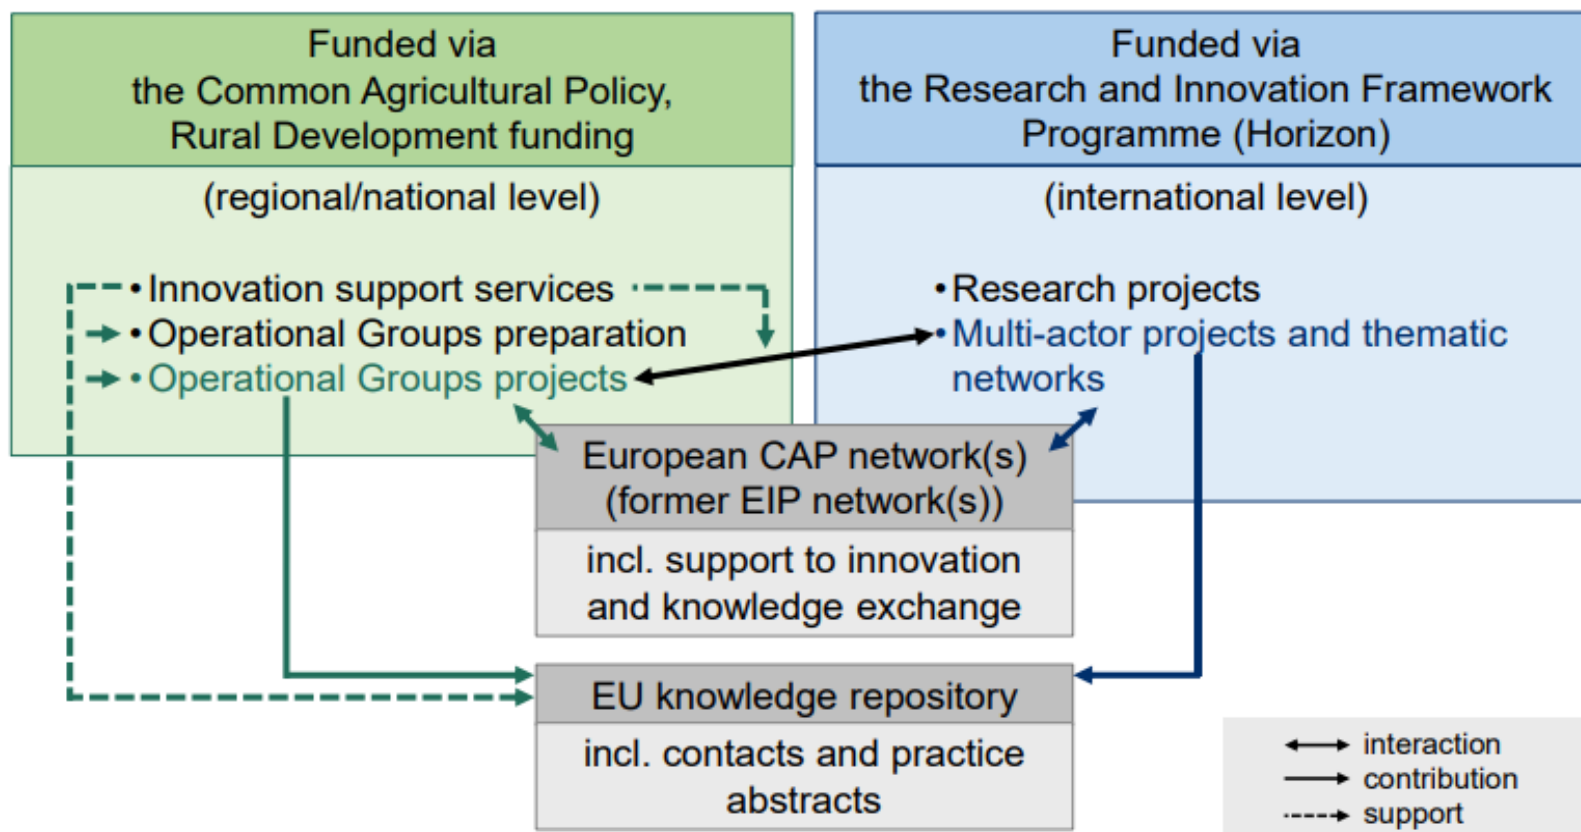 Funded via
the Common Agricultural Policy,
Rural Development funding
(regional/national level)
• Innovation support services
• Operational Groups preparation
• Operational Groups projects
Funded via
the Research and Innovation Framework
Programme (Horizon)
(international level)
• Research projects
• Multi-actor projects and thematic
networks
European CAP network(s)
(former EIP network(s))
incl. support to innovation
and knowledge exchange
EU knowledge repository
incl. contacts and practice
abstracts
interaction
contribution
support